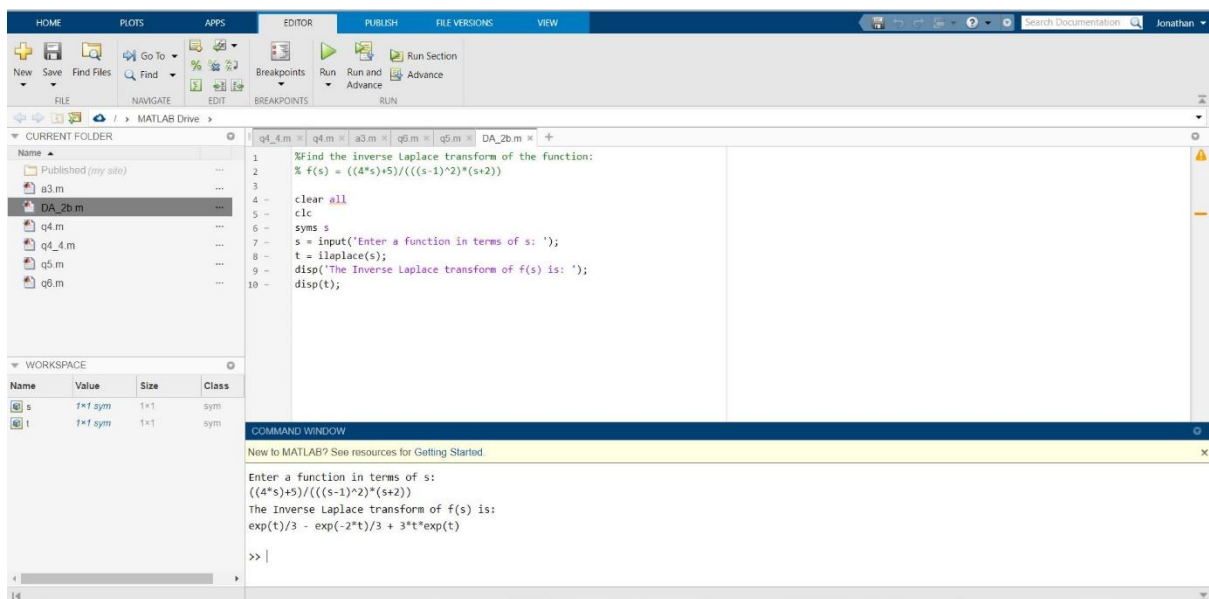 HOME PLOTS APPS EDITOR PUBLISH FILE VERSIONS VIEW Search Documentation Jonathan
New Save Find Files Go To Find Breakpoints Run Run and Advance Run Section Advance
FILE NAVIGATE EDIT BREAKPOINTS RUN
/ > MATLAB Drive >
CURRENT FOLDER
Name
Published (my site)
a3.m
DA_2b.m
q4.m
q4_4.m
q5.m
q6.m
WORKSPACE
Name Value Size Class
s 1×1 sym 1×1 sym
t 1×1 sym 1×1 sym
q4_4.m × q4.m × a3.m × q6.m × q5.m × DA_2b.m × +
1 %Find the inverse Laplace transform of the function:
2 % f(s) = ((4*s)+5)/(((s-1)^2)*(s+2))
3
4 - clear all
5 - clc
6 - syms s
7 - s = input('Enter a function in terms of s: ');
8 - t = ilaplace(s);
9 - disp('The Inverse Laplace transform of f(s) is: ');
10 - disp(t);
COMMAND WINDOW
New to MATLAB? See resources for Getting Started.
Enter a function in terms of s:
((4*s)+5)/(((s-1)^2)*(s+2))
The Inverse Laplace transform of f(s) is:
exp(t)/3 - exp(-2*t)/3 + 3*t*exp(t)
>>